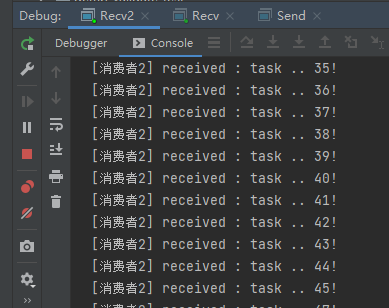 Debug: Recv2 Recv Send
Debugger Console
[消费者2] received : task .. 35!
[消费者2] received : task .. 36!
[消费者2] received : task .. 37!
[消费者2] received : task .. 38!
[消费者2] received : task .. 39!
[消费者2] received : task .. 40!
[消费者2] received : task .. 41!
[消费者2] received : task .. 42!
[消费者2] received : task .. 43!
[消费者2] received : task .. 44!
[消费者2] received : task .. 45!